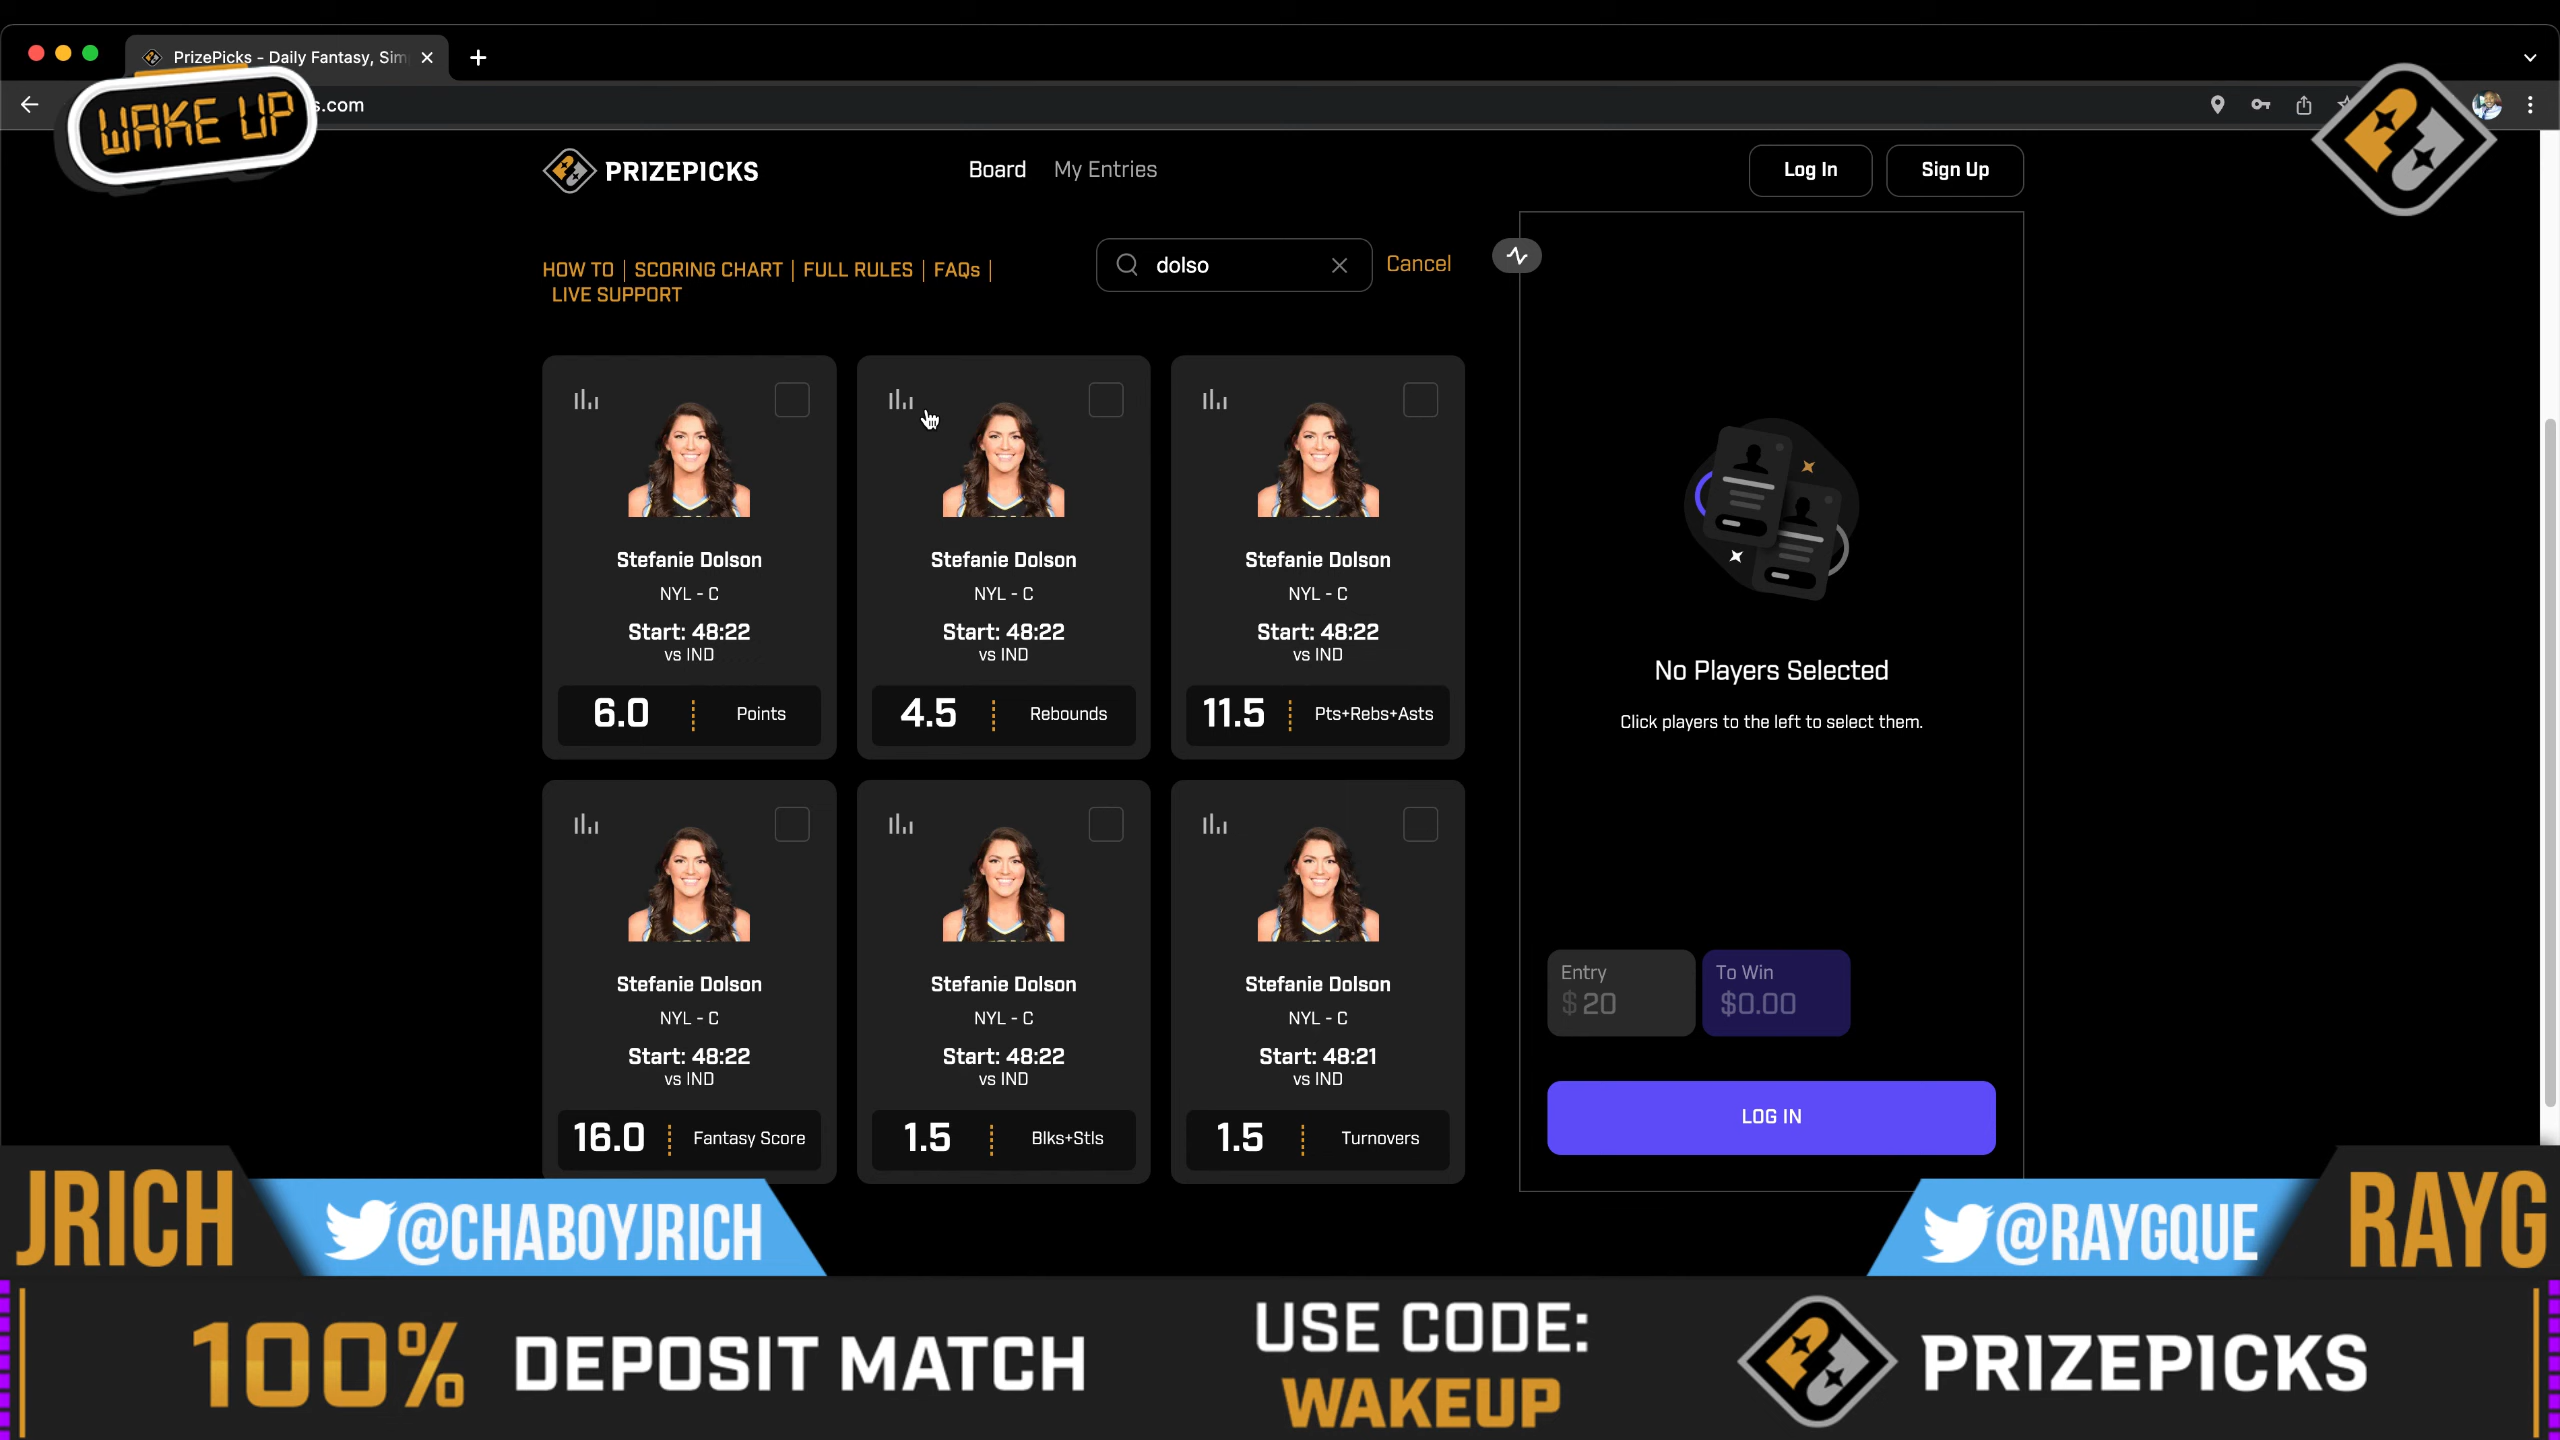 PrizePicks - Daily Fantasy, Sim
WAKE UP
s.com
PRIZEPICKS
Board
My Entries
Log In
Sign Up
HOW TO | SCORING CHART | FULL RULES | FAQs |
LIVE SUPPORT
dolso
Cancel
Stefanie Dolson
NYL - C
Start: 48:22
vs IND
6.0
Points
Stefanie Dolson
NYL - C
Start: 48:22
vs IND
4.5
Rebounds
Stefanie Dolson
NYL - C
Start: 48:22
vs IND
11.5
Pts+Rebs+Asts
Stefanie Dolson
NYL - C
Start: 48:22
vs IND
16.0
Fantasy Score
Stefanie Dolson
NYL - C
Start: 48:22
vs IND
1.5
Blks+Stls
Stefanie Dolson
NYL - C
Start: 48:21
vs IND
1.5
Turnovers
No Players Selected
Click players to the left to select them.
Entry
$ 20
To Win
$0.00
LOG IN
JRICH
@CHABOYJRICH
@RAYGQUE
RAYG
100% DEPOSIT MATCH
USE CODE:
WAKEUP
PRIZEPICKS